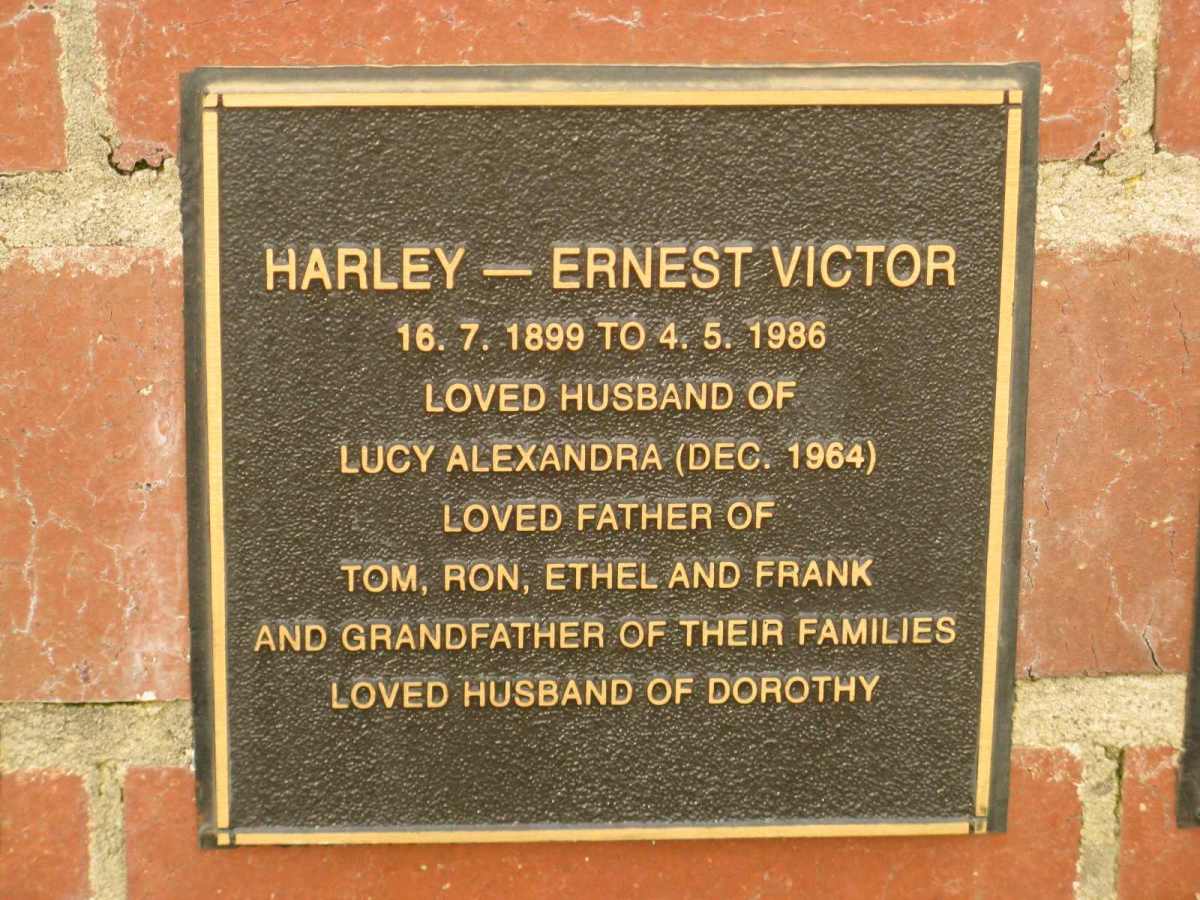 HARLEY — ERNEST VICTOR
16. 7. 1899 TO 4. 5. 1986
LOVED HUSBAND OF
LUCY ALEXANDRA (DEC. 1964)
LOVED FATHER OF
TOM, RON, ETHEL AND FRANK
AND GRANDFATHER OF THEIR FAMILIES
LOVED HUSBAND OF DOROTHY